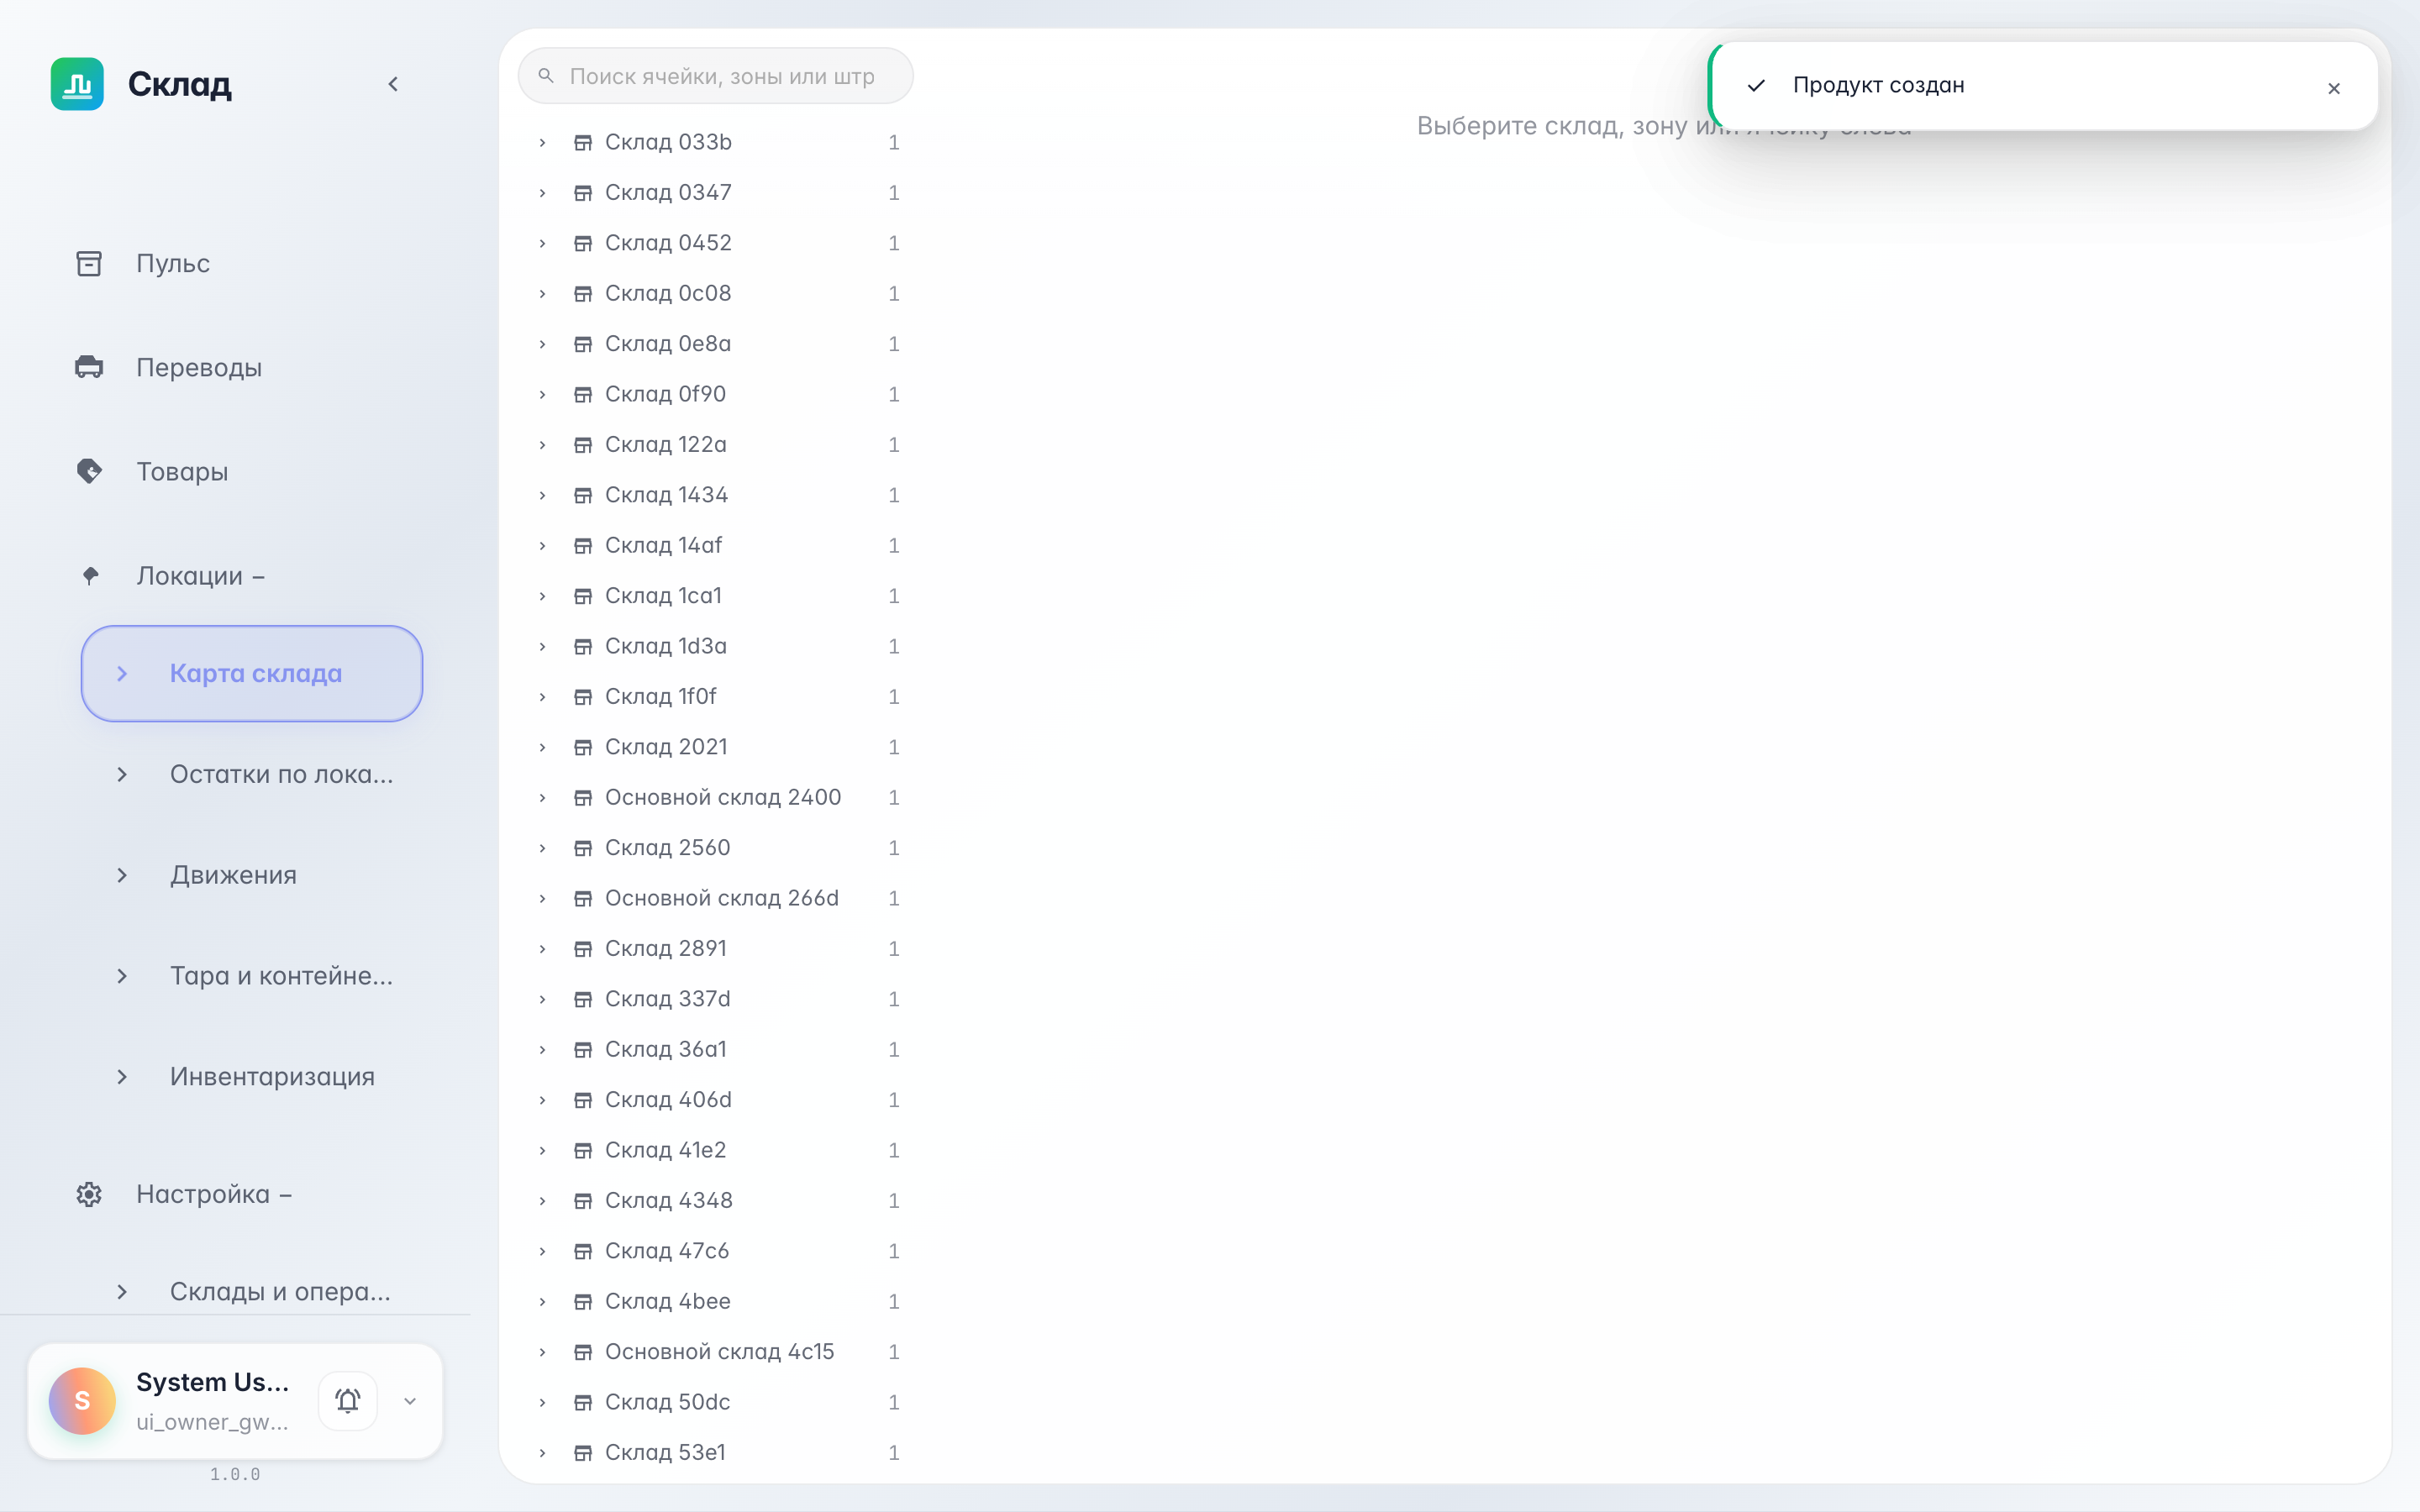 Склад
Пульс
Переводы
Товары
Локации –
Карта склада
Остатки по лока...
Движения
Тара и контейне...
Инвентаризация
Настройка –
Склады и опера...
System Us...
ui_owner_gw...
S
1.0.0
Поиск ячейки, зоны или штр
Склад 033b 1
Склад 0347 1
Склад 0452 1
Склад 0c08 1
Склад 0e8a 1
Склад 0f90 1
Склад 122a 1
Склад 1434 1
Склад 14af 1
Склад 1ca1 1
Склад 1d3a 1
Склад 1f0f 1
Склад 2021 1
Основной склад 2400 1
Склад 2560 1
Основной склад 266d 1
Склад 2891 1
Склад 337d 1
Склад 36a1 1
Склад 406d 1
Склад 41e2 1
Склад 4348 1
Склад 47c6 1
Склад 4bee 1
Основной склад 4c15 1
Склад 50dc 1
Склад 53e1 1
Выберите склад, зону или ячейку слева
Продукт создан